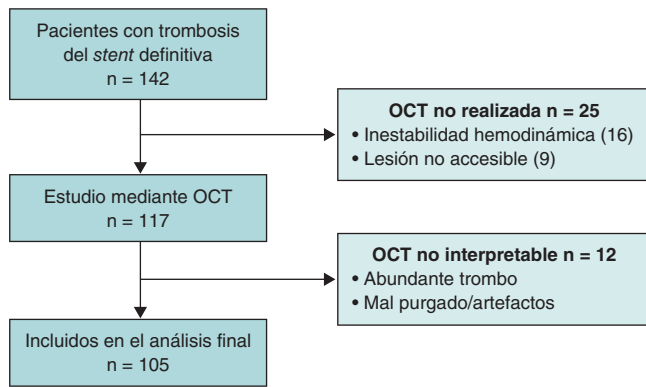 Pacientes con trombosis
del stent definitiva
n = 142
OCT no realizada n = 25
• Inestabilidad hemodinámica (16)
• Lesión no accesible (9)
Estudio mediante OCT
n = 117
OCT no interpretable n = 12
• Abundante trombo
• Mal purgado/artefactos
Incluidos en el análisis final
n = 105